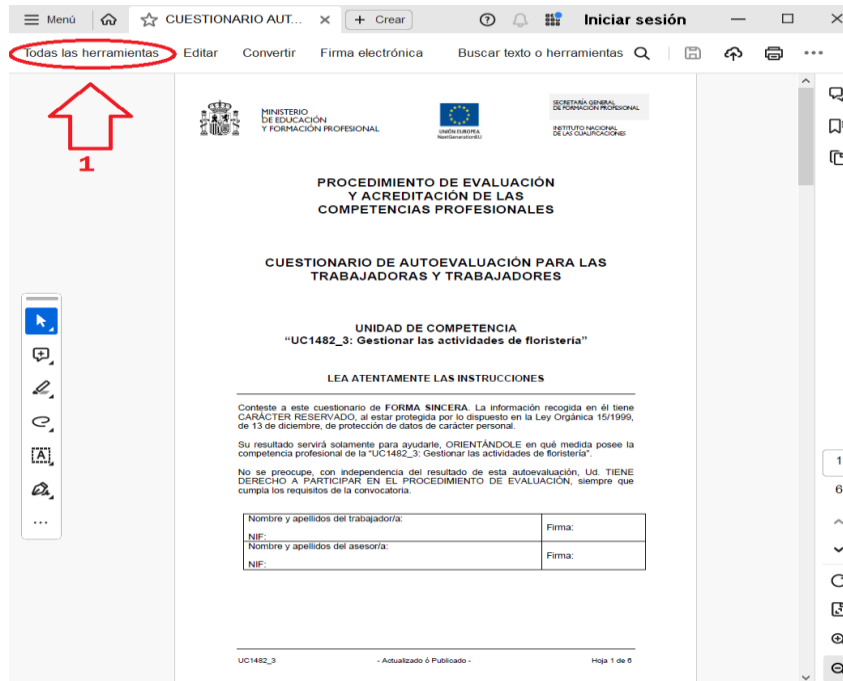 Menú
CUESTIONARIO AUT...
+ Crear
Iniciar sesión
Todas las herramientas
Editar
Convertir
Firma electrónica
Buscar texto o herramientas
1
MINISTERIO
DE EDUCACIÓN
Y FORMACIÓN PROFESIONAL
UNIÓN EUROPEA
NextGenerationEU
SECRETARÍA GENERAL
DE FORMACIÓN PROFESIONAL
INSTITUTO NACIONAL
DE LAS CUALIFICACIONES
PROCEDIMIENTO DE EVALUACIÓN
Y ACREDITACIÓN DE LAS
COMPETENCIAS PROFESIONALES
CUESTIONARIO DE AUTOEVALUACIÓN PARA LAS
TRABAJADORAS Y TRABAJADORES
UNIDAD DE COMPETENCIA
“UC1482_3: Gestionar las actividades de floristería”
LEA ATENTAMENTE LAS INSTRUCCIONES
Conteste a este cuestionario de FORMA SINCERA. La información recogida en él tiene
CARÁCTER RESERVADO, al estar protegida por lo dispuesto en la Ley Orgánica 15/1999,
de 13 de diciembre, de protección de datos de carácter personal.
Su resultado servirá solamente para ayudarle, ORIENTÁNDOLE en qué medida posee la
competencia profesional de la “UC1482_3: Gestionar las actividades de floristería”.
No se preocupe, con independencia del resultado de esta autoevaluación, Ud. TIENE
DERECHO A PARTICIPAR EN EL PROCEDIMIENTO DE EVALUACIÓN, siempre que
cumpla los requisitos de la convocatoria.
Nombre y apellidos del trabajador/a:
NIF:
Firma:
Nombre y apellidos del asesor/a:
NIF:
Firma:
UC1482_3
- Actualizado ó Publicado -
Hoja 1 de 6
1
6